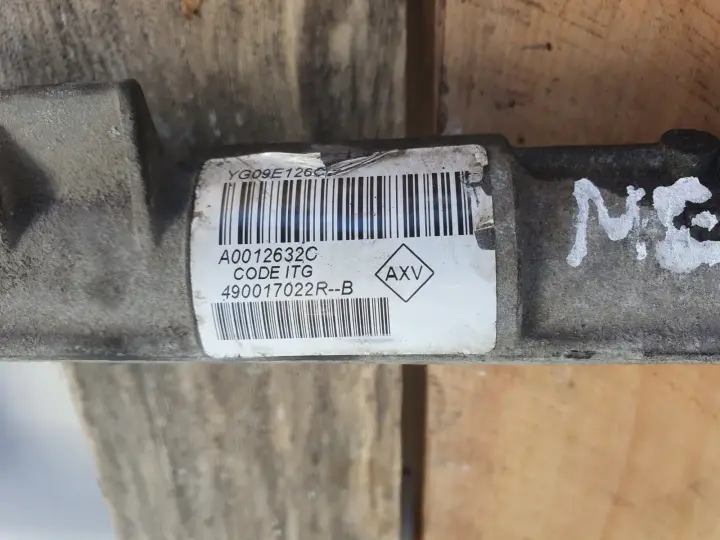 YG09E126C
A0012632C
CODE ITG
490017022R--B
AXV
N.E